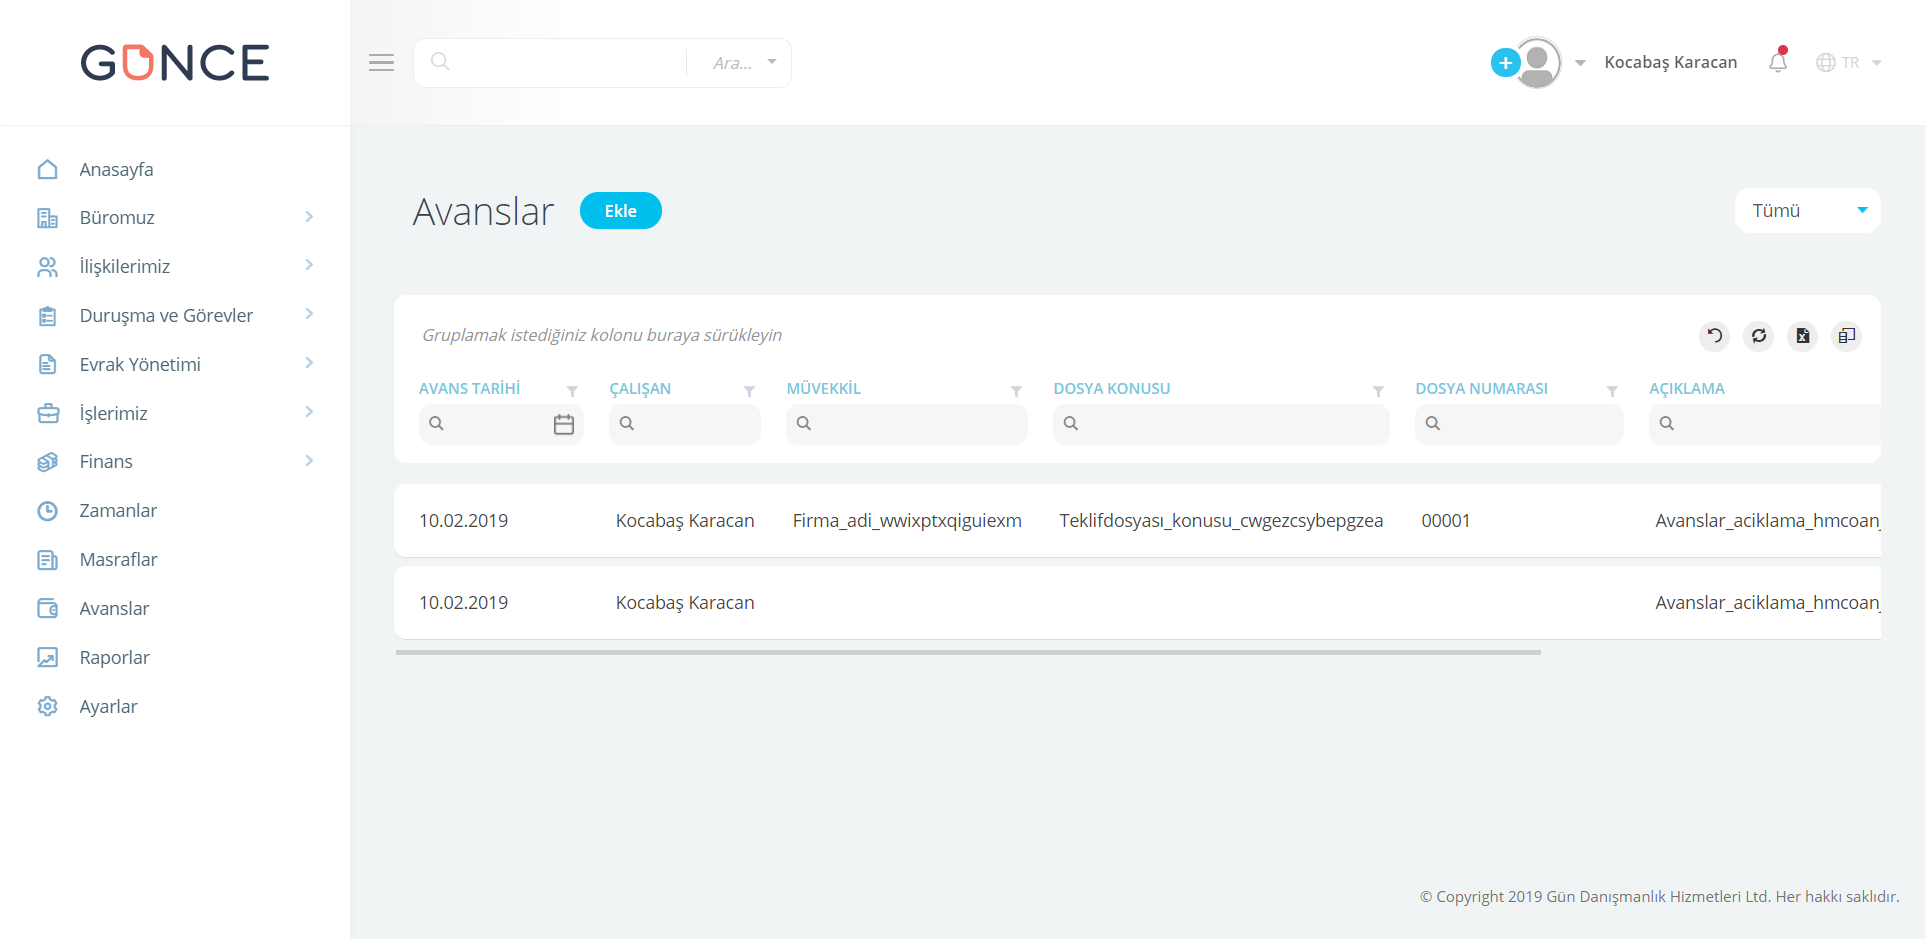 GÜNCE
Ara...
Kocabaş Karacan
TR
Anasayfa
Büromuz
İlişkilerimiz
Duruşma ve Görevler
Evrak Yönetimi
İşlerimiz
Finans
Zamanlar
Masraflar
Avanslar
Raporlar
Ayarlar
Avanslar
Ekle
Tümü
Gruplamak istediğiniz kolonu buraya sürükleyin
AVANS TARİHİ ÇALIŞAN MÜVEKKİL DOSYA KONUSU DOSYA NUMARASI AÇIKLAMA
10.02.2019 Kocabaş Karacan Firma_adi_wwixptxqiguiexm Teklifdosyası_konusu_cwgezcsybepgzea 00001 Avanslar_aciklama_hmcoanj
10.02.2019 Kocabaş Karacan Avanslar_aciklama_hmcoanj
© Copyright 2019 Gün Danışmanlık Hizmetleri Ltd. Her hakkı saklıdır.